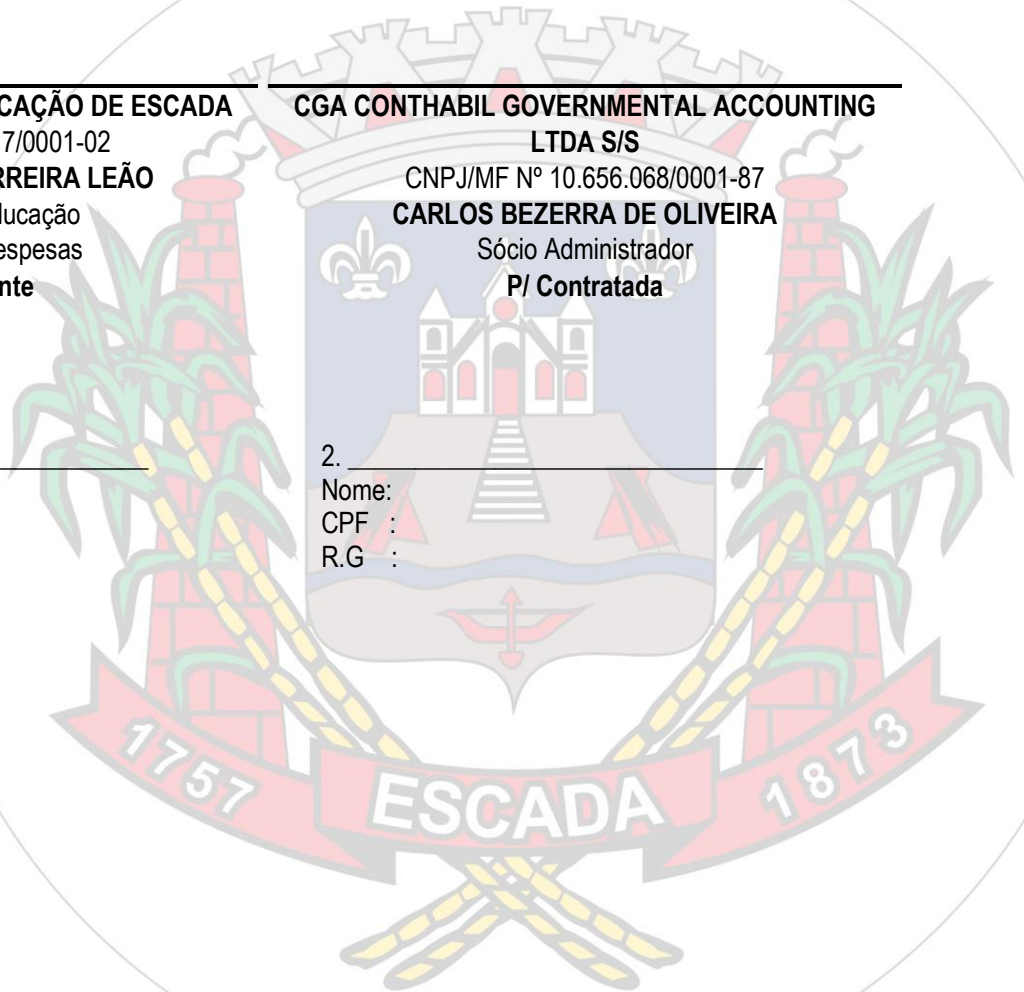 CAÇÃO DE ESCADA
7/0001-02
RREIRA LEÃO
ducação
espesas
nte
CGA CONTHABIL GOVERNMENTAL ACCOUNTING
LTDA S/S
CNPJ/MF Nº 10.656.068/0001-87
CARLOS BEZERRA DE OLIVEIRA
Sócio Administrador
P/ Contratada
2. ______________________________
Nome:
CPF :
R.G :
1757
ESCADA
1873